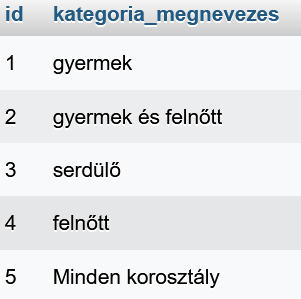 id kategoria_megnevezes
1 gyermek
2 gyermek és felnőtt
3 serdülő
4 felnőtt
5 Minden korosztály